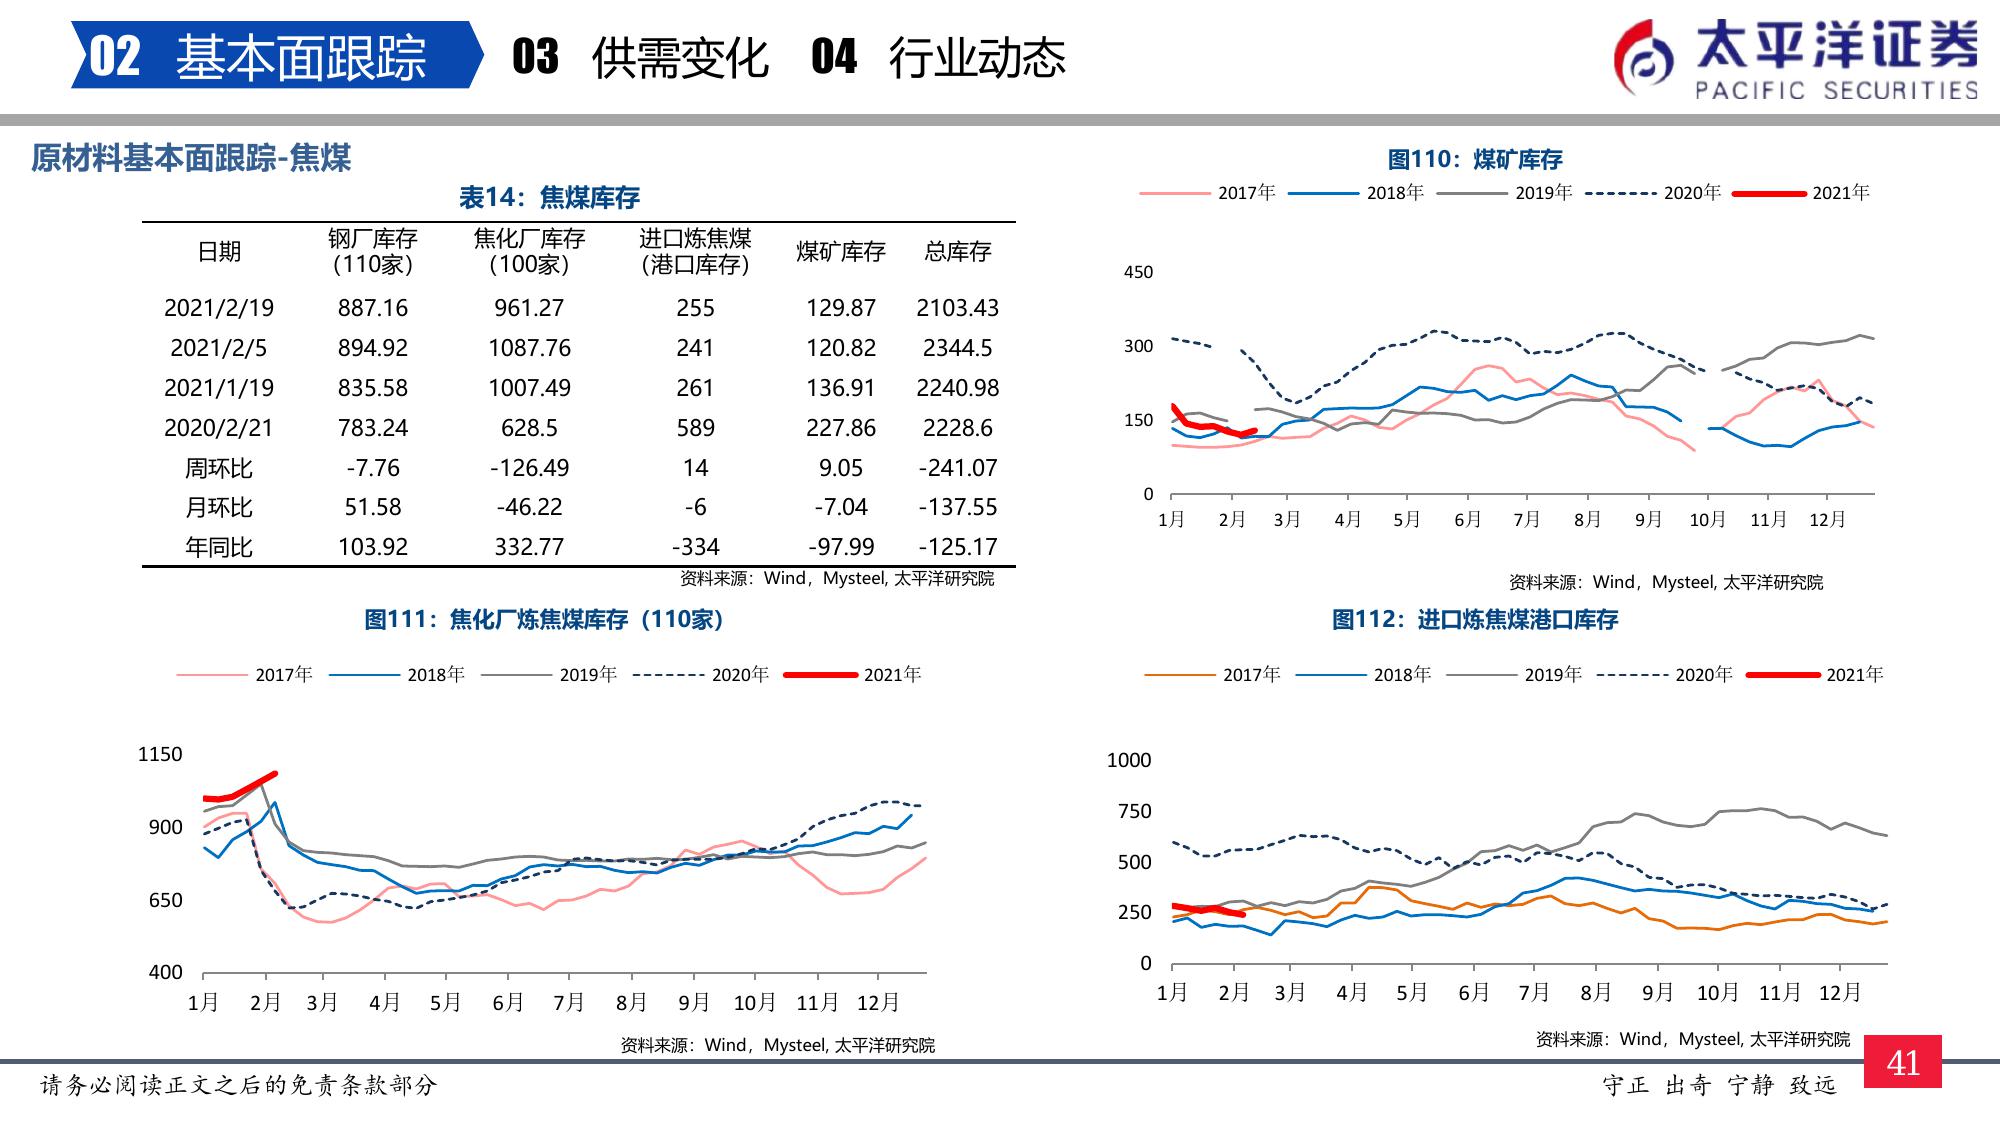 02 基本面跟踪 03 供需变化 04 行业动态
太平洋证券
PACIFIC SECURITIES
原材料基本面跟踪-焦煤
表14：焦煤库存
日期 钢厂库存（110家） 焦化厂库存（100家） 进口炼焦煤（港口库存） 煤矿库存 总库存
2021/2/19 887.16 961.27 255 129.87 2103.43
2021/2/5 894.92 1087.76 241 120.82 2344.5
2021/1/19 835.58 1007.49 261 136.91 2240.98
2020/2/21 783.24 628.5 589 227.86 2228.6
周环比 -7.76 -126.49 14 9.05 -241.07
月环比 51.58 -46.22 -6 -7.04 -137.55
年同比 103.92 332.77 -334 -97.99 -125.17
资料来源：Wind，Mysteel, 太平洋研究院
图110：煤矿库存
2017年 2018年 2019年 2020年 2021年
450
300
150
0
1月 2月 3月 4月 5月 6月 7月 8月 9月 10月 11月 12月
资料来源：Wind，Mysteel, 太平洋研究院
图111：焦化厂炼焦煤库存（110家）
2017年 2018年 2019年 2020年 2021年
1150
900
650
400
1月 2月 3月 4月 5月 6月 7月 8月 9月 10月 11月 12月
资料来源：Wind，Mysteel, 太平洋研究院
图112：进口炼焦煤港口库存
2017年 2018年 2019年 2020年 2021年
1000
750
500
250
0
1月 2月 3月 4月 5月 6月 7月 8月 9月 10月 11月 12月
资料来源：Wind，Mysteel, 太平洋研究院
请务必阅读正文之后的免责条款部分
守正 出奇 宁静 致远
41